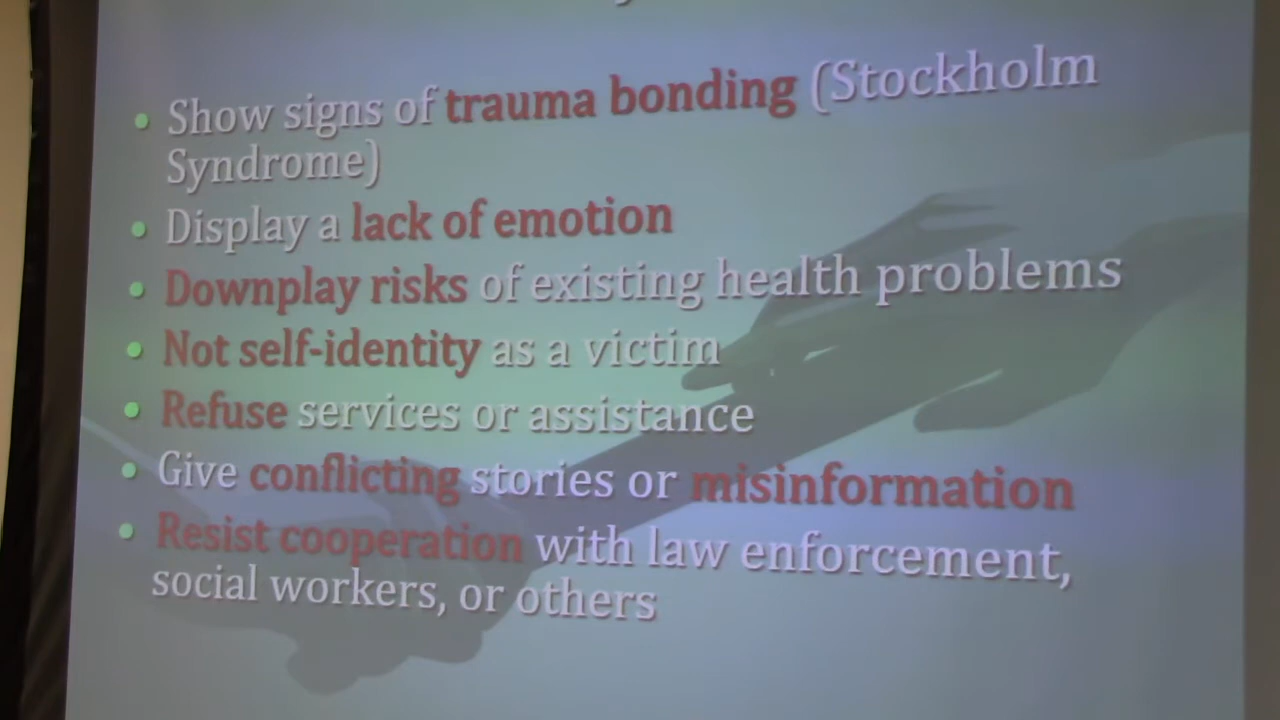 • Show signs of trauma bonding (Stockholm
Syndrome)
• Display a lack of emotion
• Downplay risks of existing health problems
• Not self-identity as a victim
• Refuse services or assistance
• Give conflicting stories or misinformation
• Resist cooperation with law enforcement,
social workers, or others